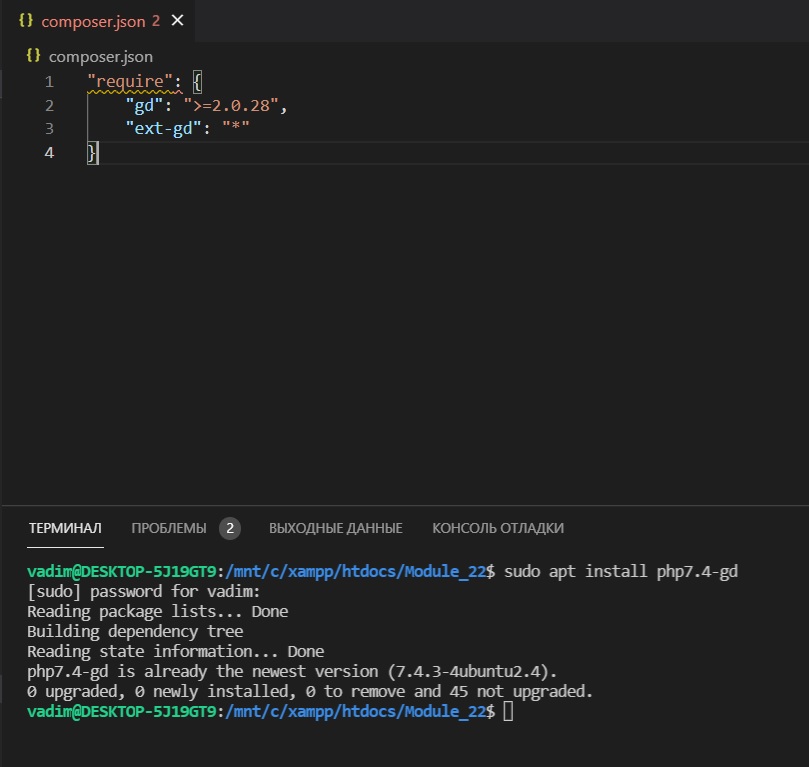 {} composer.json 2 ×
{} composer.json
1 "require": {
2 "gd": ">=2.0.28",
3 "ext-gd": "*"
4 }
ТЕРМИНАЛ ПРОБЛЕМЫ 2 ВЫХОДНЫЕ ДАННЫЕ КОНСОЛЬ ОТЛАДКИ
vadim@DESKTOP-5J19GT9:/mnt/c/xampp/htdocs/Module_22$ sudo apt install php7.4-gd
[sudo] password for vadim:
Reading package lists... Done
Building dependency tree
Reading state information... Done
php7.4-gd is already the newest version (7.4.3-4ubuntu2.4).
0 upgraded, 0 newly installed, 0 to remove and 45 not upgraded.
vadim@DESKTOP-5J19GT9:/mnt/c/xampp/htdocs/Module_22$